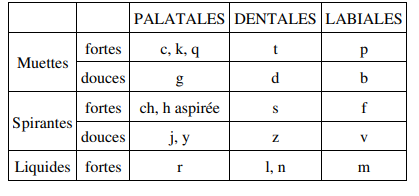 PALATALES DENTALES LABIALES
Muettes fortes c, k, q t p
douces g d b
Spirantes fortes ch, h aspirée s f
douces j, y z v
Liquides fortes r l, n m